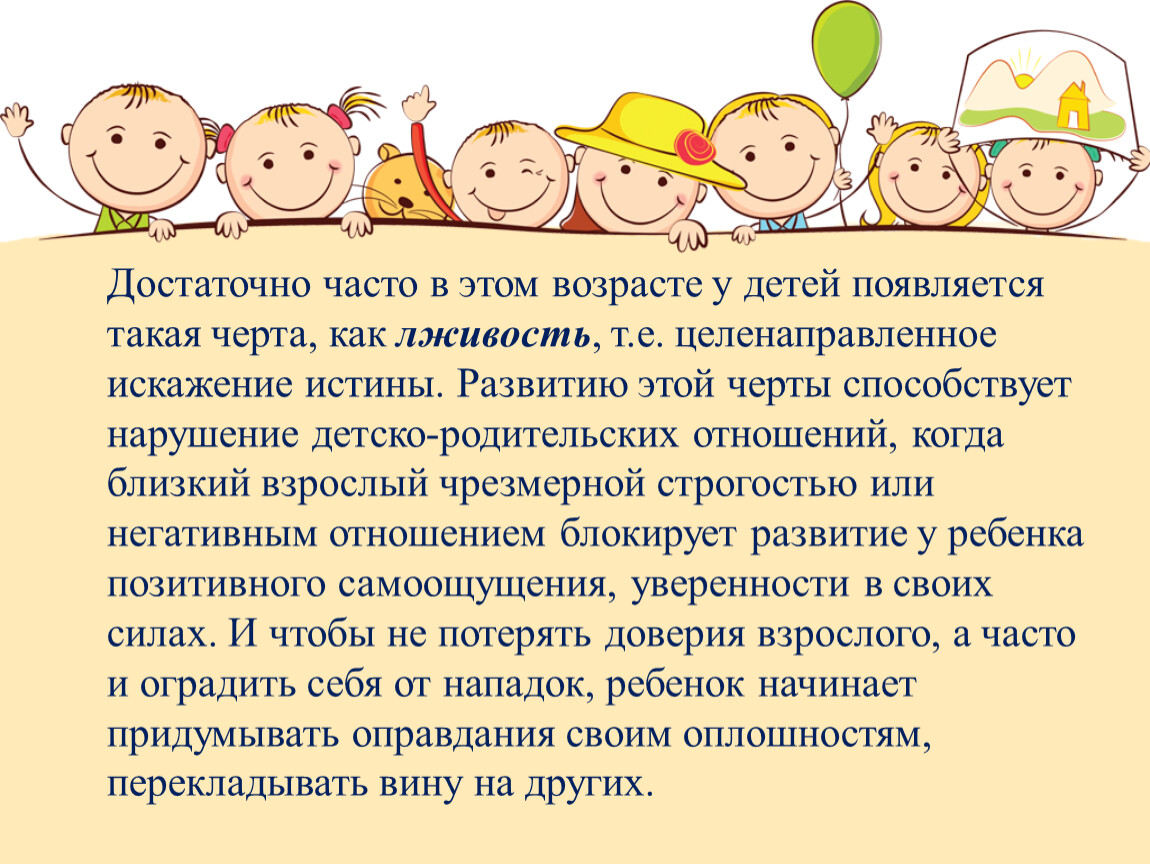 Достаточно часто в этом возрасте у детей появляется
такая черта, как лживость, т.е. целенаправленное
искажение истины. Развитию этой черты способствует
нарушение детско-родительских отношений, когда
близкий взрослый чрезмерной строгостью или
негативным отношением блокирует развитие у ребенка
позитивного самоощущения, уверенности в своих
силах. И чтобы не потерять доверия взрослого, а часто
и оградить себя от нападок, ребенок начинает
придумывать оправдания своим оплошностям,
перекладывать вину на других.